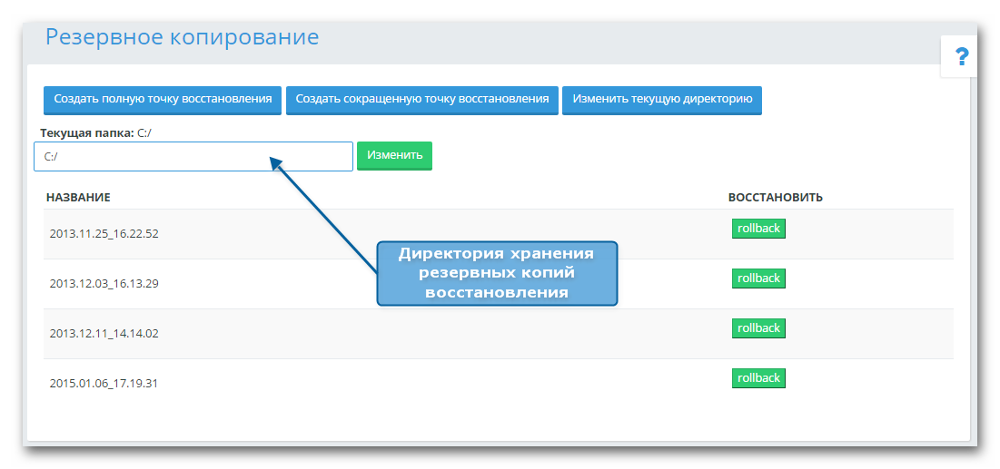 Резервное копирование
?
Создать полную точку восстановления Создать сокращенную точку восстановления Изменить текущую директорию
Текущая папка: C:/
C:/ Изменить
НАЗВАНИЕ ВОССТАНОВИТЬ
2013.11.25_16.22.52 rollback
Директория хранения
резервных копий
восстановления
2013.12.03_16.13.29 rollback
2013.12.11_14.14.02 rollback
2015.01.06_17.19.31 rollback